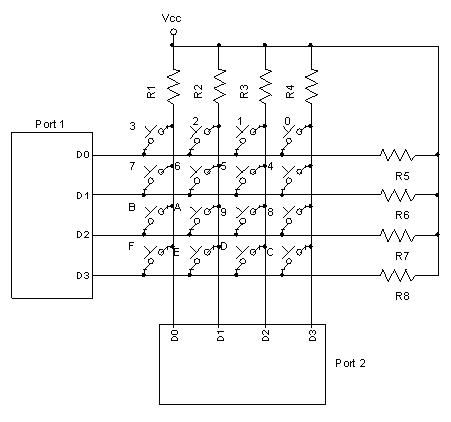 Vcc
R1 R2 R3 R4
Port 1
3 2 1 0
D0
R5
7 6 5 4
D1
R6
B A 9 8
D2
R7
F E D C
D3
R8
D0 D1 D2 D3
Port 2